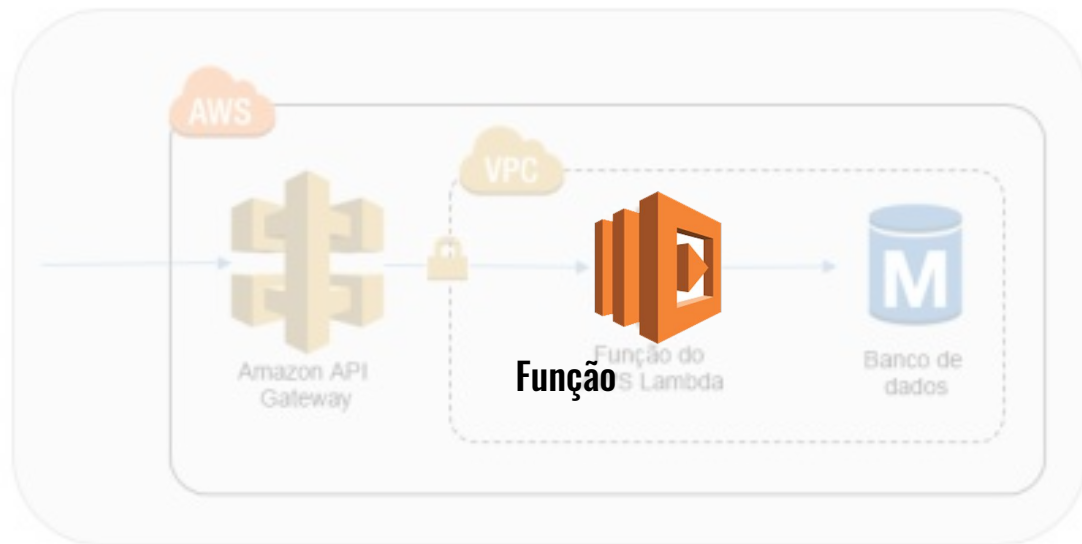 AWS
VPC
M
Amazon API
Gateway
Função do
S Lambda
Função
Banco de
dados